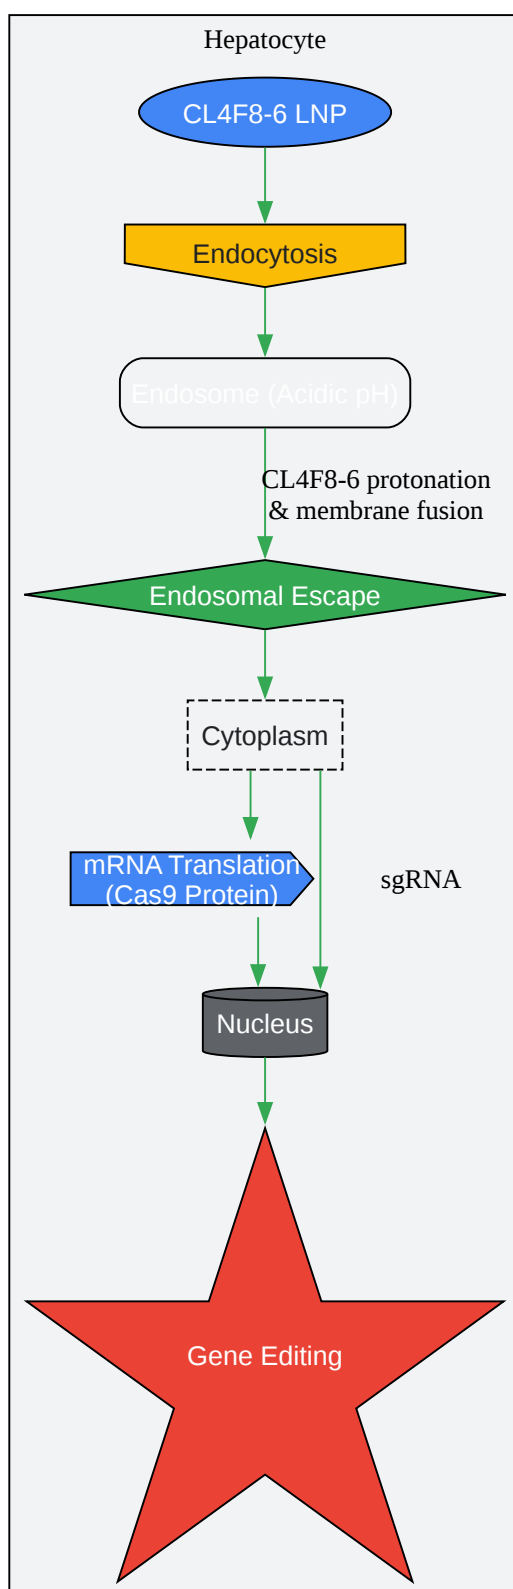 Hepatocyte
CL4F8-6 LNP
Endocytosis
Endosome (Acidic pH)
CL4F8-6 protonation
& membrane fusion
Endosomal Escape
Cytoplasm
mRNA Translation
(Cas9 Protein)
sgRNA
Nucleus
Gene Editing